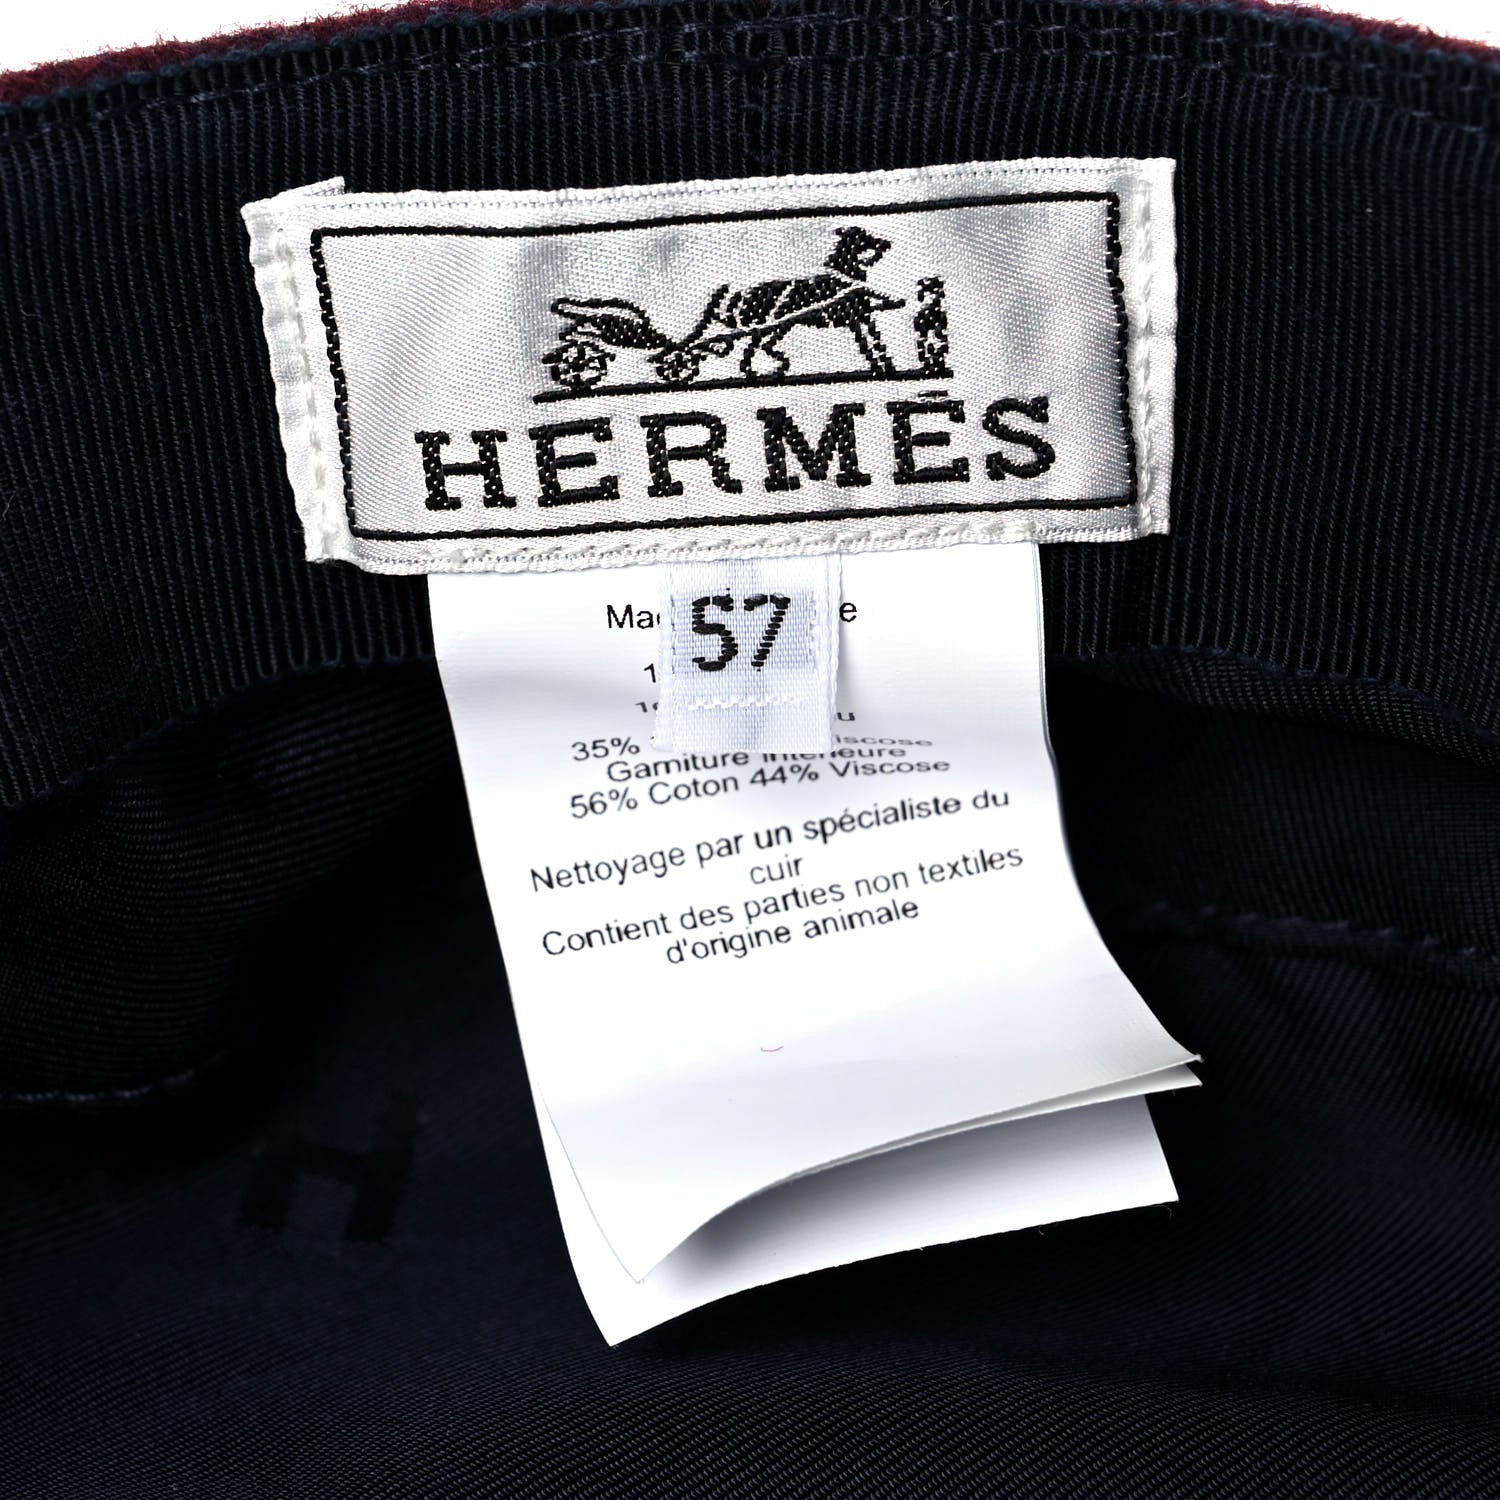 HERMÈS
57
35%
Garniture intérieure
56% Coton 44% Viscose
Nettoyage par un spécialiste du
cuir
Contient des parties non textiles
d'origine animale
H